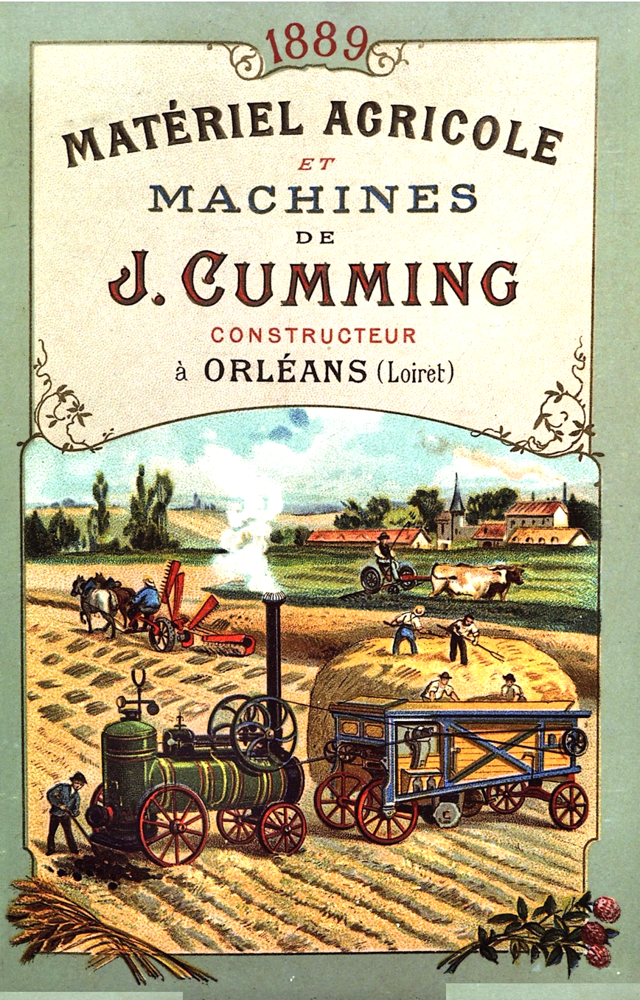 1889
MATÉRIEL AGRICOLE
ET
MACHINES
DE
J. CUMMING
CONSTRUCTEUR
à ORLÉANS (Loiret)